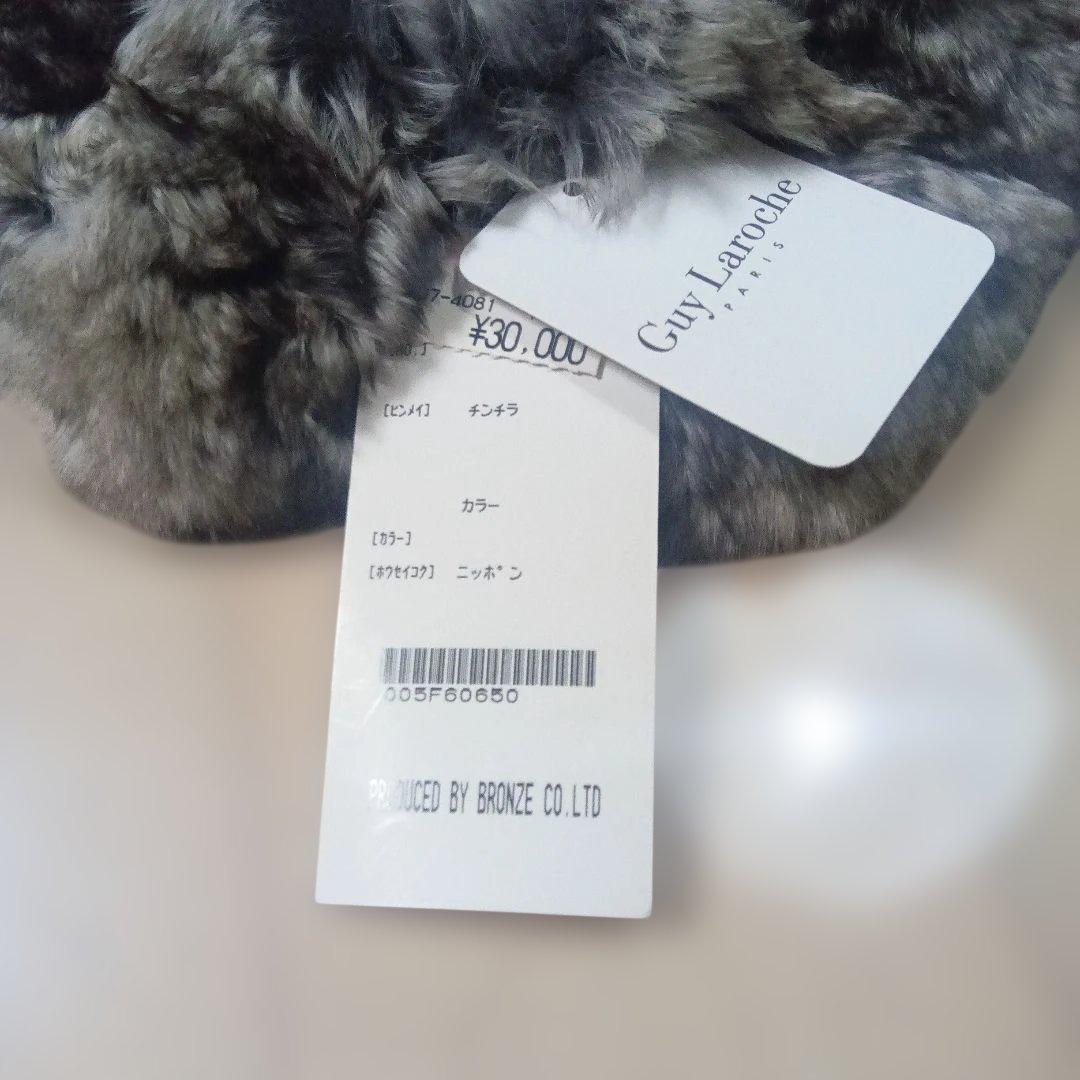 Guy Laroche
PARIS
7-4081
¥30,000
[ヒンメイ] チンチラ
カラー
[カラー]
[ホウセイコク] ニッポン
005F60650
PRODUCED BY BRONZE CO.LTD